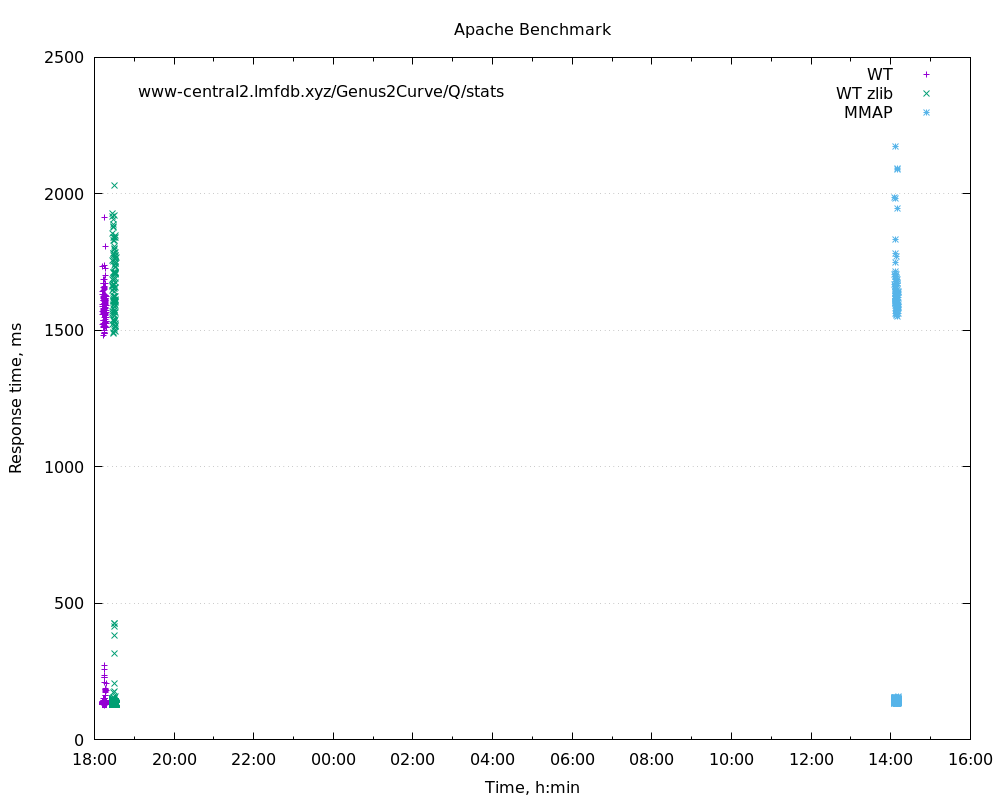 Apache Benchmark
www-central2.lmfdb.xyz/Genus2Curve/Q/stats
WT
WT zlib
MMAP
2500
2000
1500
1000
500
0
Response time, ms
18:00 20:00 22:00 00:00 02:00 04:00 06:00 08:00 10:00 12:00 14:00 16:00
Time, h:min